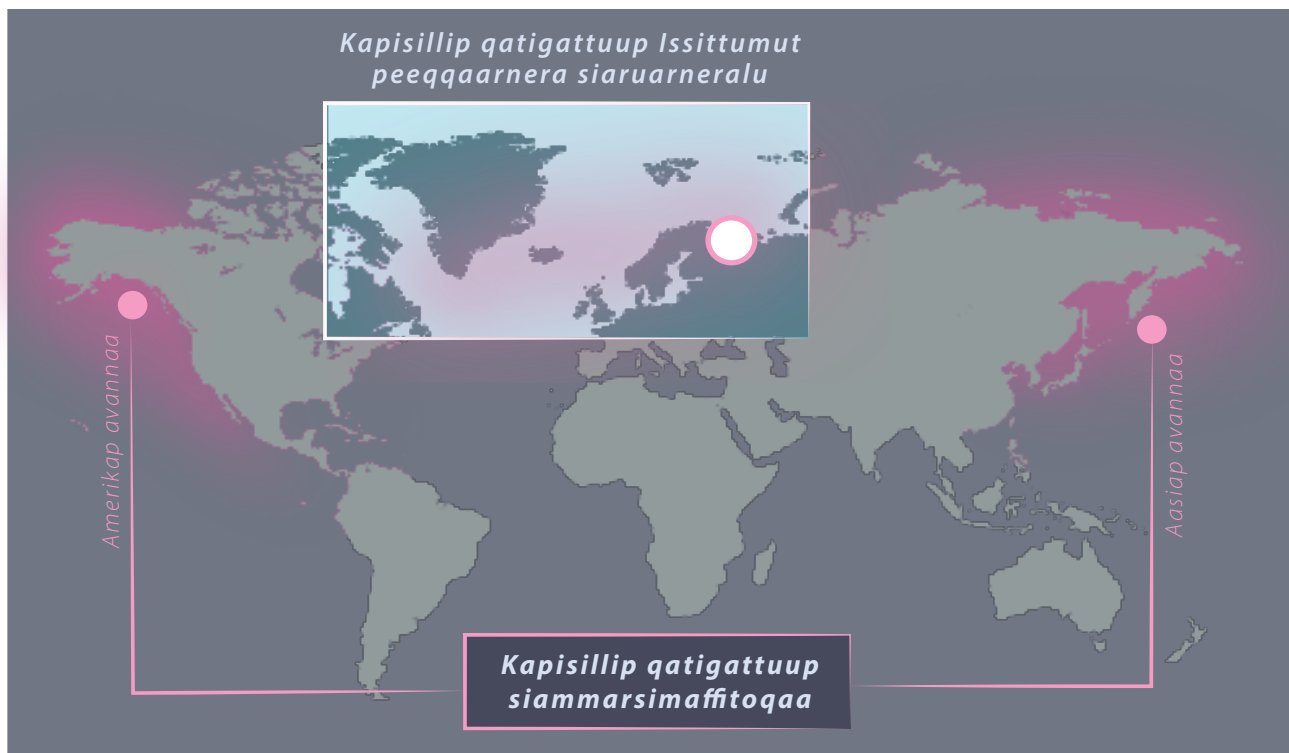 Kapisillip qatigattuup Issittumut
peeqqaarnera siaruarneralu
Amerikap avannaa
Aasiap avannaa
Kapisillip qatigattuup
siammarsimaffitoqaa